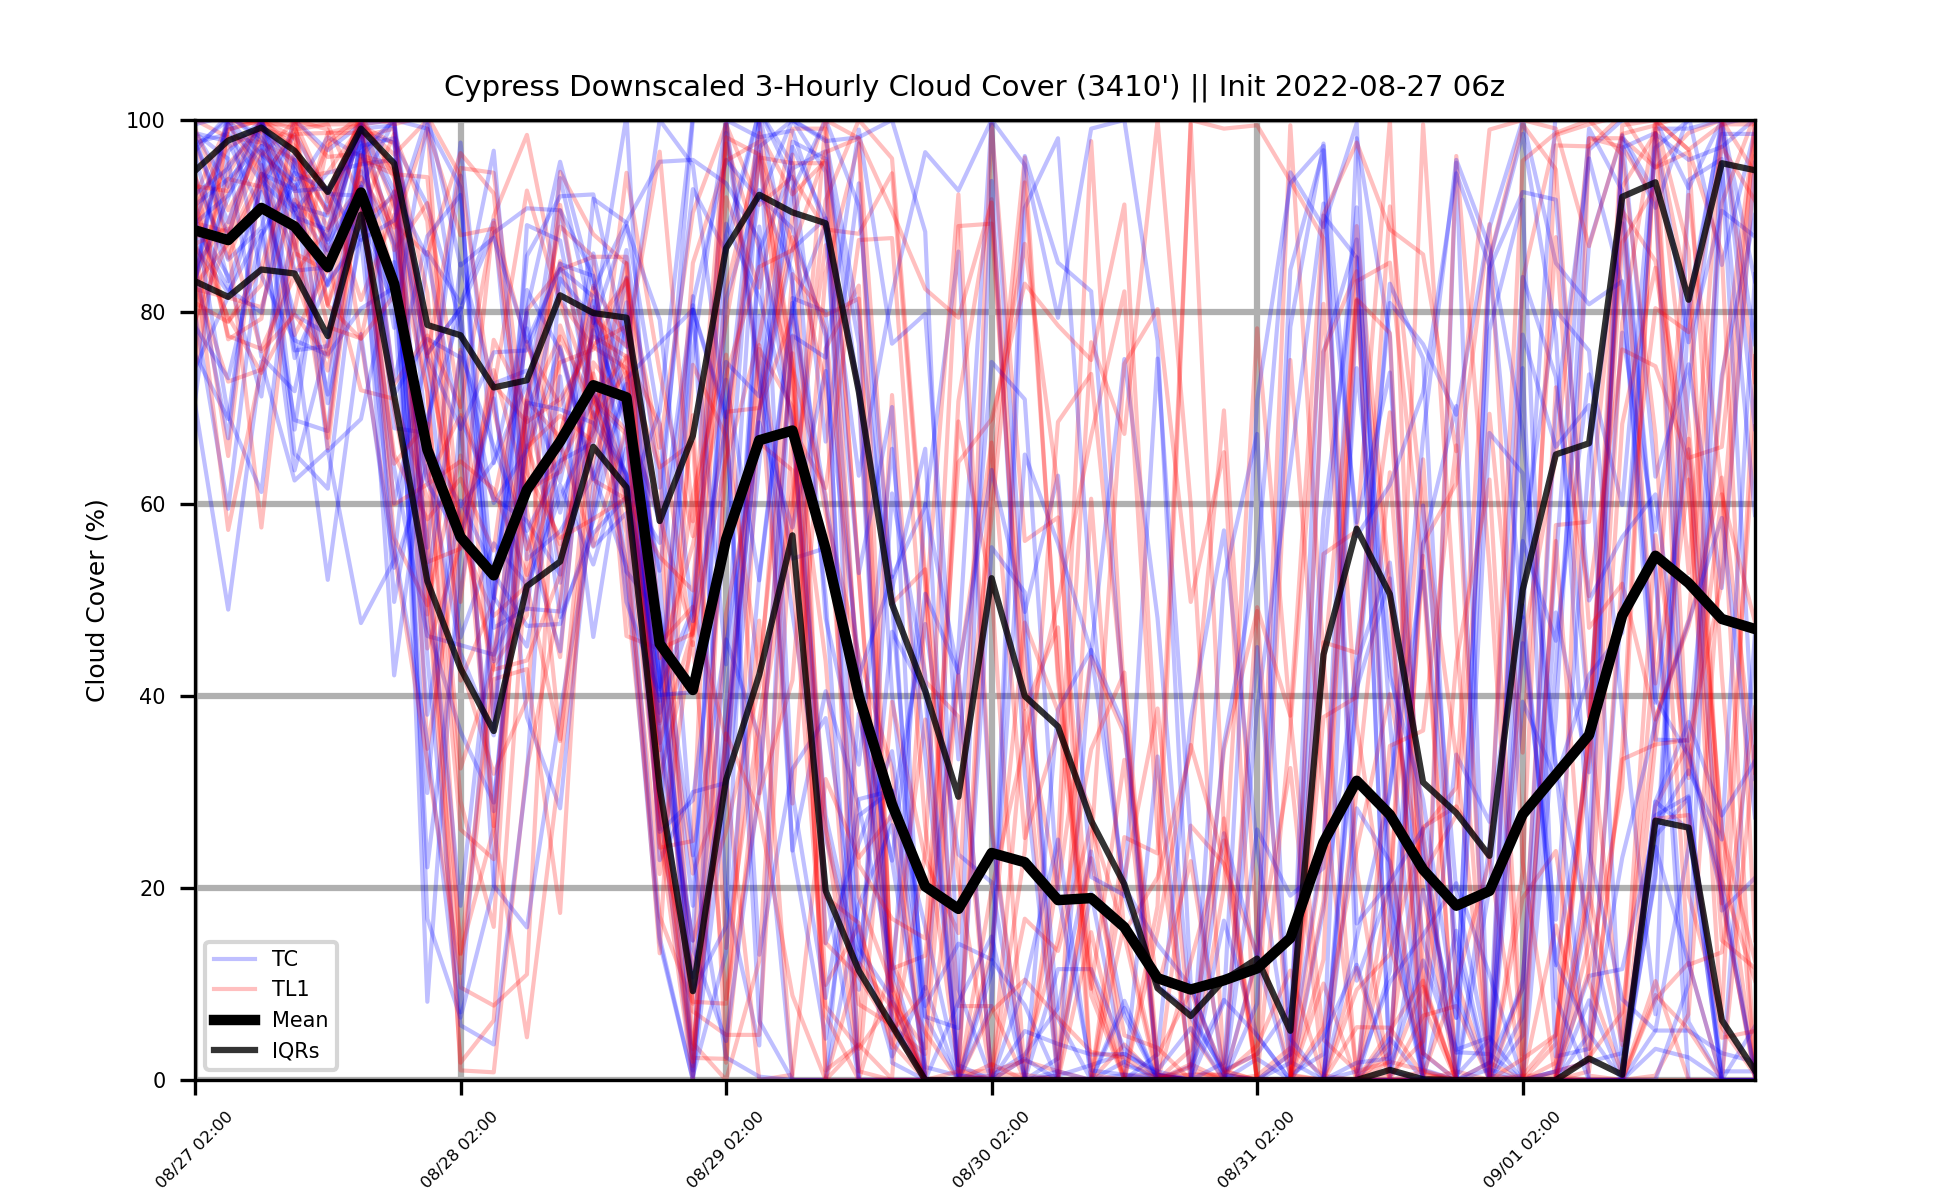 Cypress Downscaled 3-Hourly Cloud Cover (3410') || Init 2022-08-27 06z
Cloud Cover (%)
100
80
60
40
20
0
TC
TL1
Mean
IQRs
08/27 02:00
08/28 02:00
08/29 02:00
08/30 02:00
08/31 02:00
09/01 02:00